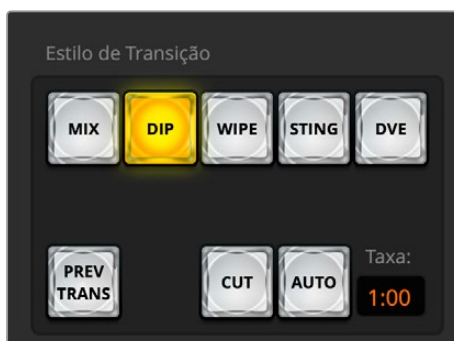 Estilo de Transição
MIX DIP WIPE STING DVE
PREV TRANS CUT AUTO Taxa: 1:00